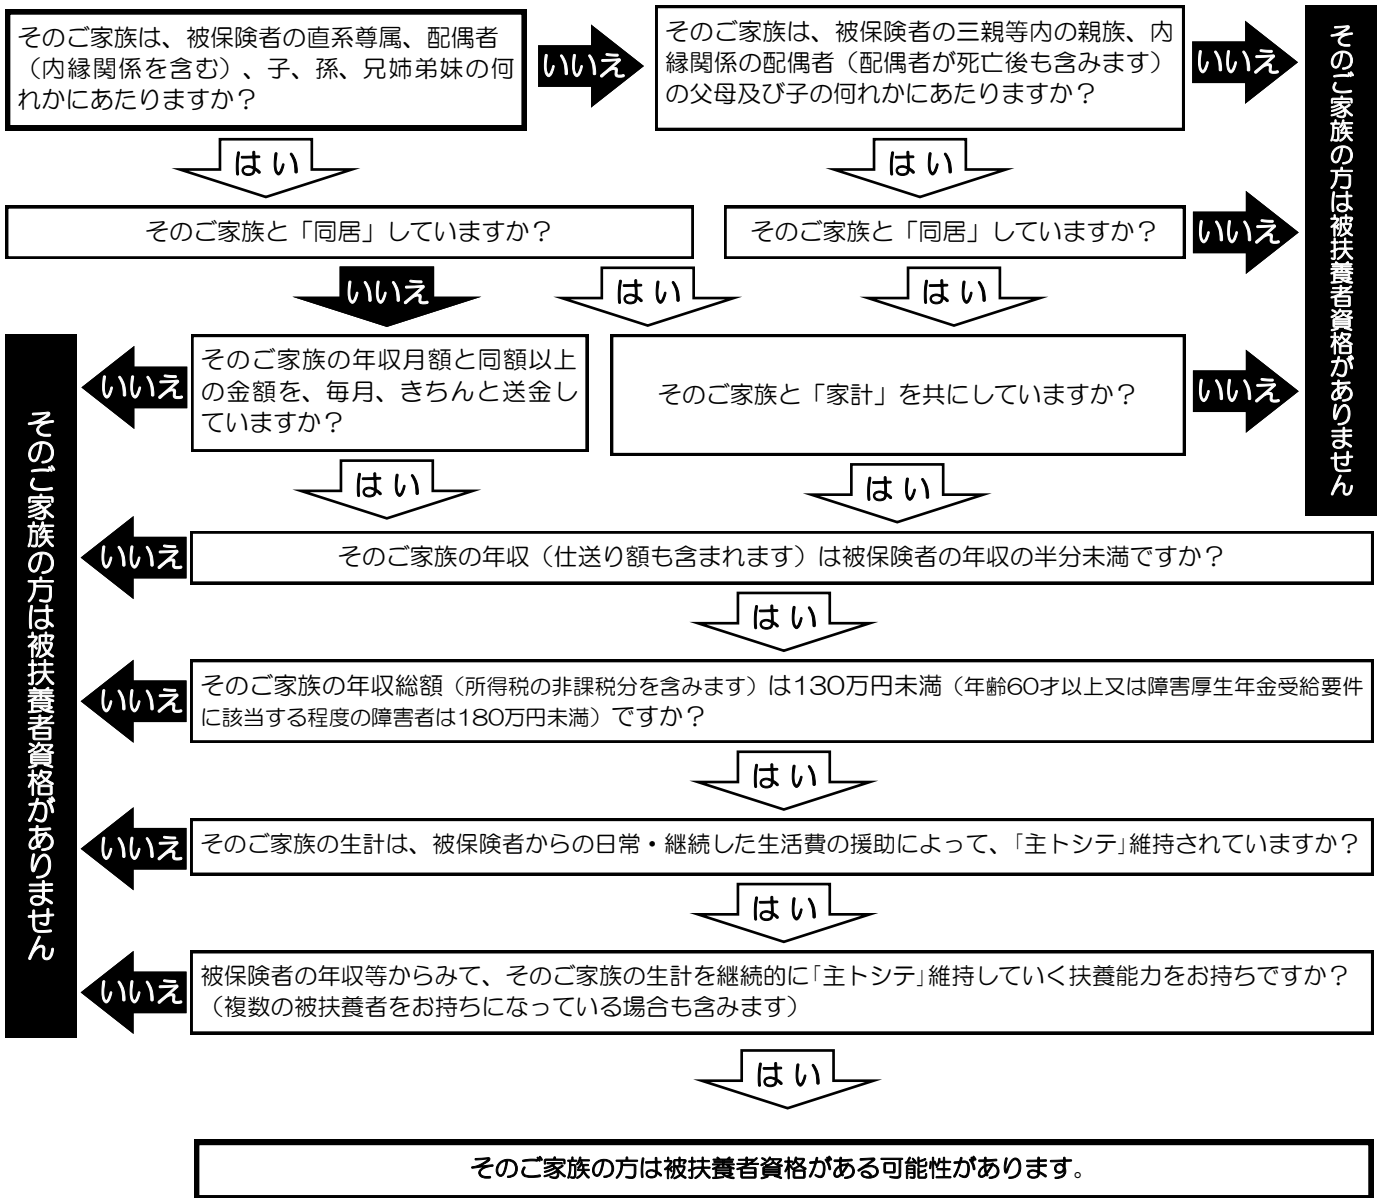 そのご家族は、被保険者の直系尊属、配偶者
（内縁関係を含む）、子、孫、兄姉弟妹の何
れかにあたりますか？
いいえ
そのご家族は、被保険者の三親等内の親族、内
縁関係の配偶者（配偶者が死亡後も含みます）
の父母及び子の何れかにあたりますか？
いいえ
そのご家族の方は被扶養者資格がありません
はい
はい
そのご家族と「同居」していますか？
そのご家族と「同居」していますか？
いいえ
いいえ
はい
はい
そのご家族の方は被扶養者資格がありません
いいえ
そのご家族の年収月額と同額以上
の金額を、毎月、きちんと送金し
ていますか？
そのご家族と「家計」を共にしていますか？
いいえ
はい
はい
いいえ
そのご家族の年収（仕送り額も含まれます）は被保険者の年収の半分未満ですか？
はい
いいえ
そのご家族の年収総額（所得税の非課税分を含みます）は130万円未満（年齢60才以上又は障害厚生年金受給要件
に該当する程度の障害者は180万円未満）ですか？
はい
いいえ
そのご家族の生計は、被保険者からの日常・継続した生活費の援助によって、「主トシテ」維持されていますか？
はい
いいえ
被保険者の年収等からみて、そのご家族の生計を継続的に「主トシテ」維持していく扶養能力をお持ちですか？
（複数の被扶養者をお持ちになっている場合も含みます）
はい
そのご家族の方は被扶養者資格がある可能性があります。